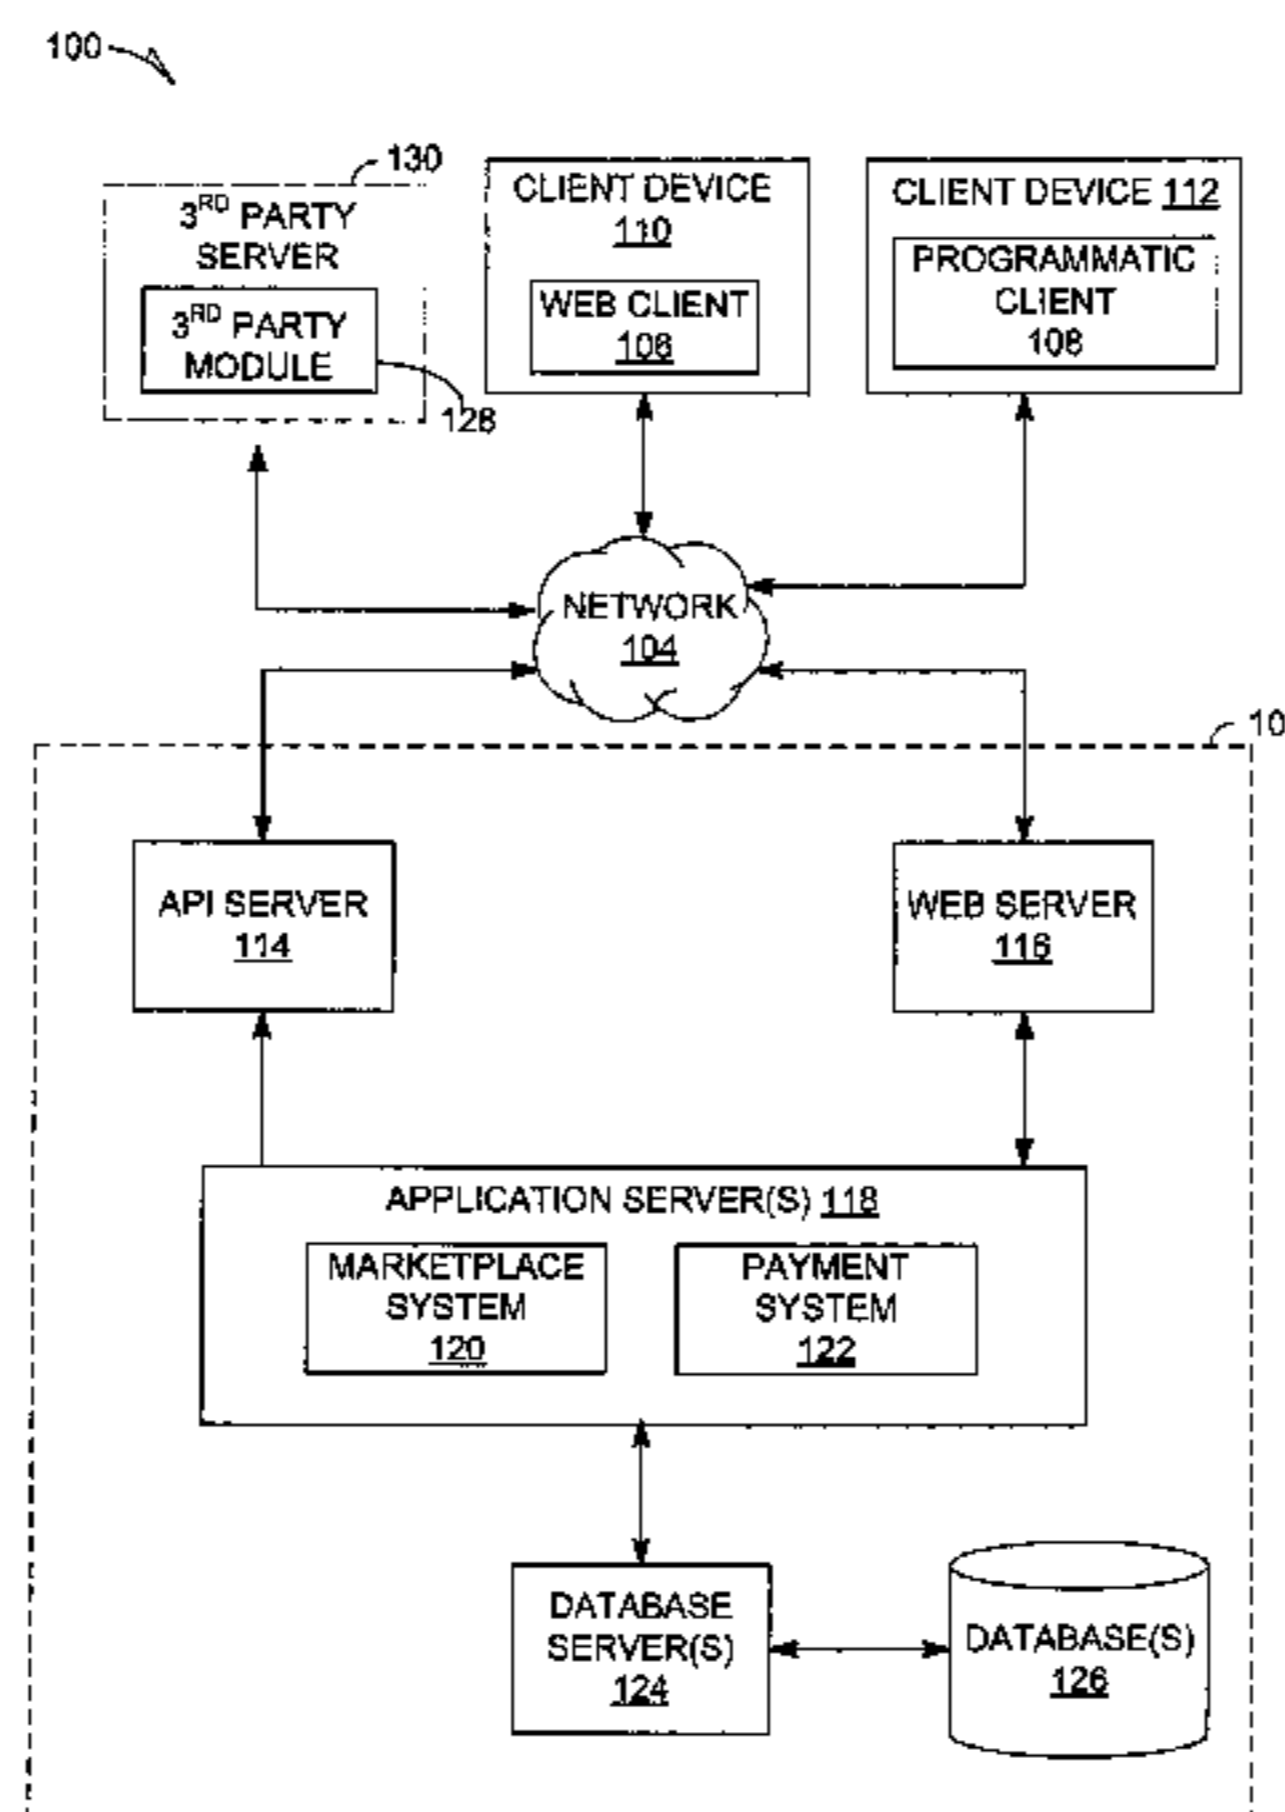 100
130
3RD PARTY
SERVER
3RD PARTY
MODULE
128
CLIENT DEVICE
110
WEB CLIENT
106
CLIENT DEVICE 112
PROGRAMMATIC
CLIENT
108
NETWORK
104
10
API SERVER
114
WEB SERVER
116
APPLICATION SERVER(S) 118
MARKETPLACE
SYSTEM
120
PAYMENT
SYSTEM
122
DATABASE
SERVER(S)
124
DATABASE(S)
126